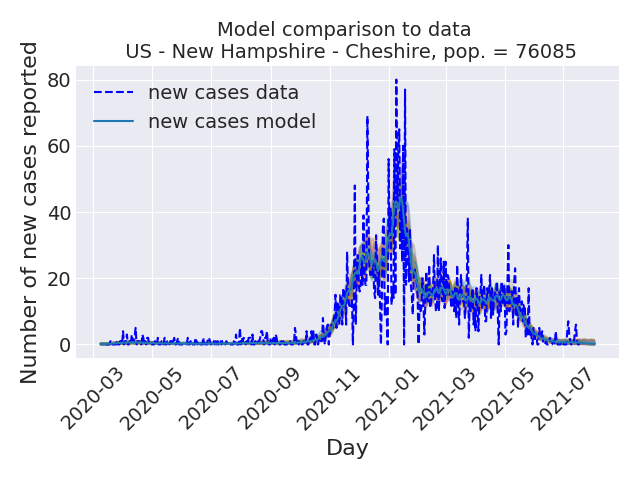 Model comparison to data
US - New Hampshire - Cheshire, pop. = 76085
Number of new cases reported
80
60
40
20
0
new cases data
new cases model
2020-03
2020-05
2020-07
2020-09
2020-11
2021-01
2021-03
2021-05
2021-07
Day